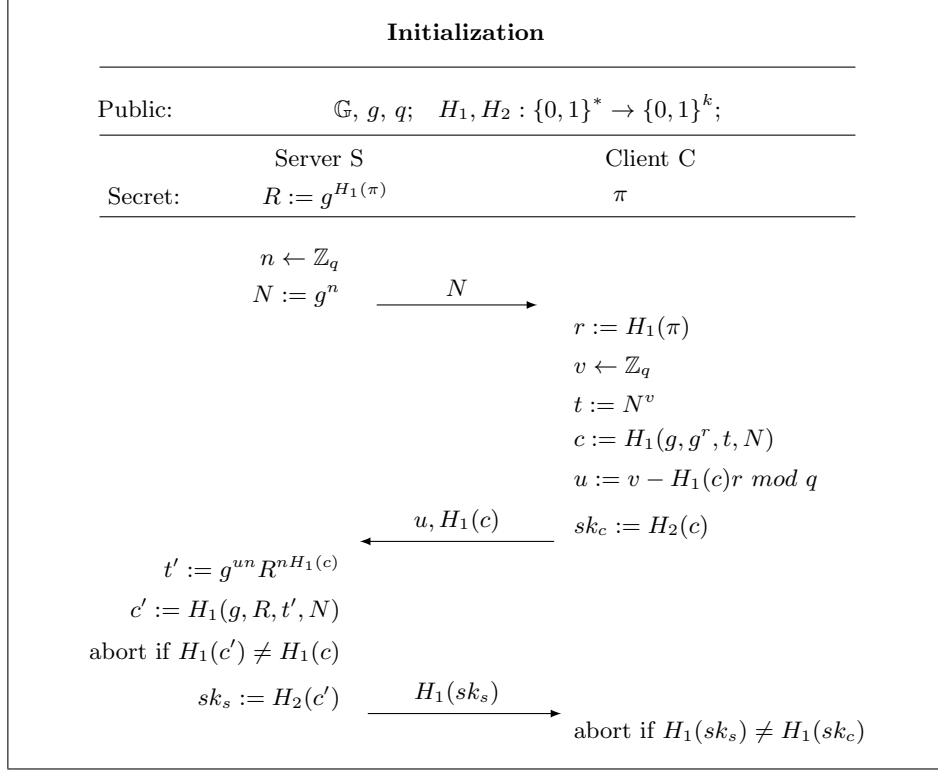 Initialization
Public: 𝔾, g, q; H₁, H₂ : {0, 1}* → {0, 1}ᵏ;
Server S Client C
Secret: R := g^{H₁(π)} π
n ← ℤ_q
N := gⁿ N
r := H₁(π)
v ← ℤ_q
t := N^v
c := H₁(g, g^r, t, N)
u := v − H₁(c)r mod q
u, H₁(c) sk_c := H₂(c)
t′ := g^{un}R^{nH₁(c)}
c′ := H₁(g, R, t′, N)
abort if H₁(c′) ≠ H₁(c)
sk_s := H₂(c′) H₁(sk_s)
abort if H₁(sk_s) ≠ H₁(sk_c)